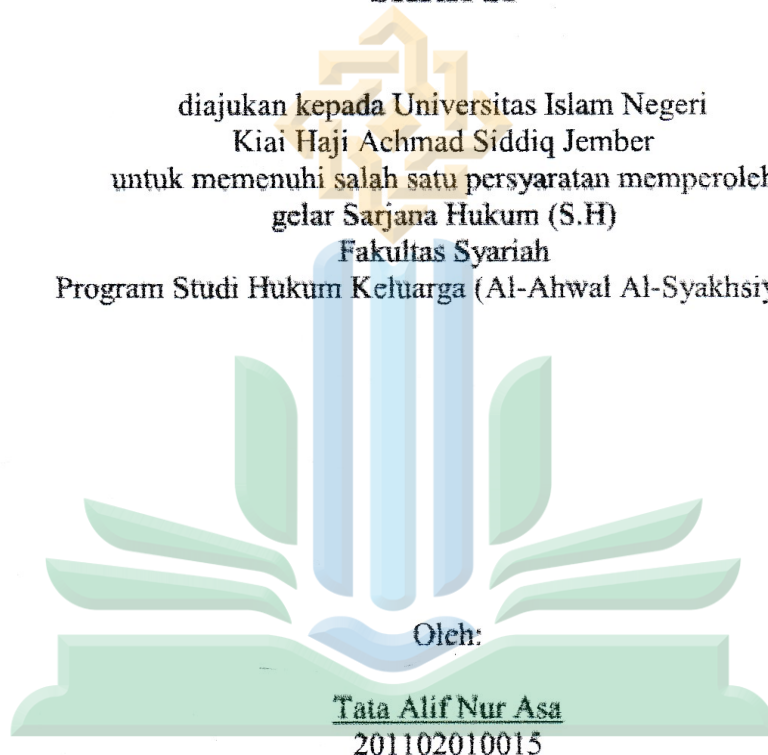 diajukan kepada Universitas Islam Negeri
Kiai Haji Achmad Siddiq Jember
untuk memenuhi salah satu persyaratan memperoleh
gelar Sarjana Hukum (S.H)
Fakultas Syariah
Program Studi Hukum Keluarga (Al-Ahwal Al-Syakhsiy
Oleh:
Tata Alif Nur Asa
201102010015